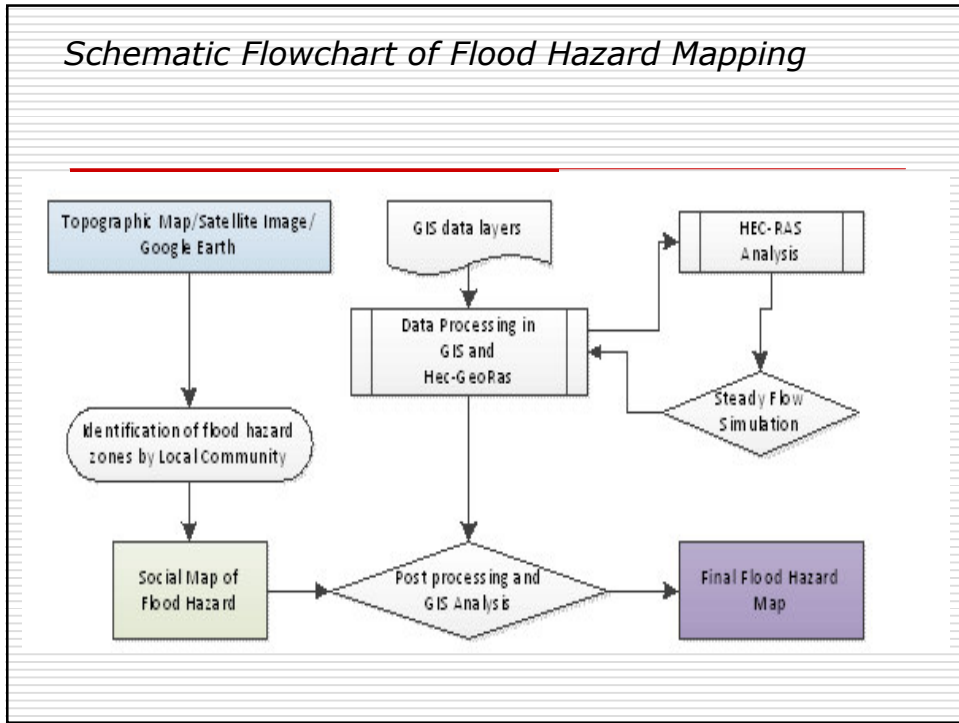 Schematic Flowchart of Flood Hazard Mapping
Topographic Map/Satellite Image/
Google Earth
GIS data layers
HEC-RAS
Analysis
Data Processing in
GIS and
Hec-GeoRas
Steady Flow
Simulation
Identification of flood hazard
zones by Local Community
Social Map of
Flood Hazard
Post processing and
GIS Analysis
Final Flood Hazard
Map